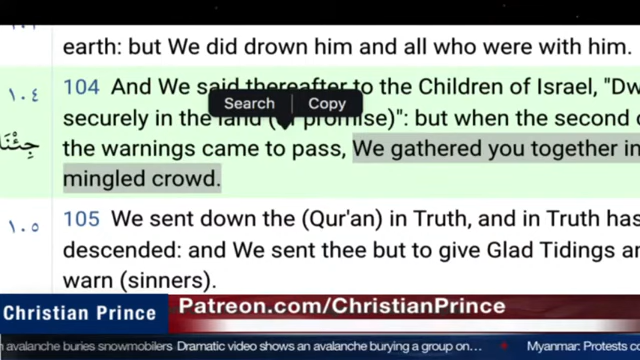 ١٠٣
earth: but We did drown him and all who were with him.
١٠٤
104 And We said thereafter to the Children of Israel, "Dw
Search Copy
securely in the land (of promise)": but when the second o
جِئْنَا
the warnings came to pass, We gathered you together in
mingled crowd.
١٠٥
105 We sent down the (Qur'an) in Truth, and in Truth has
descended: and We sent thee but to give Glad Tidings a
warn (sinners).
Christian Prince
Patreon.com/ChristianPrince
avalanche buries snowmobilers Dramatic video shows an avalanche burying a group on... Myanmar: Protests co